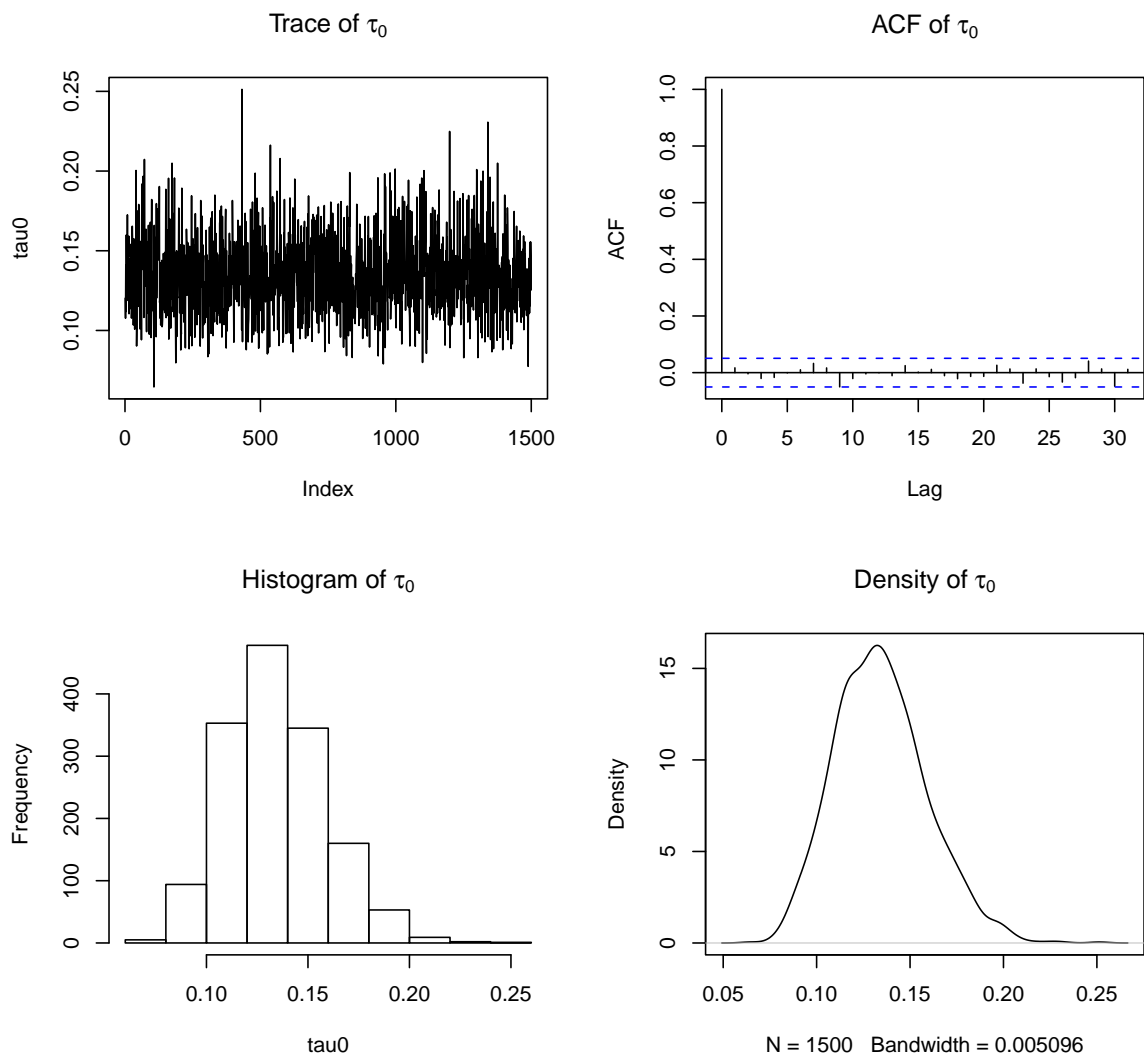 Trace of τ0
tau0
0.10 0.15 0.20 0.25
0 500 1000 1500
Index
ACF of τ0
ACF
0.0 0.2 0.4 0.6 0.8 1.0
0 5 10 15 20 25 30
Lag
Histogram of τ0
Frequency
0 100 200 300 400
0.10 0.15 0.20 0.25
tau0
Density of τ0
Density
0 5 10 15
0.05 0.10 0.15 0.20 0.25
N = 1500 Bandwidth = 0.005096